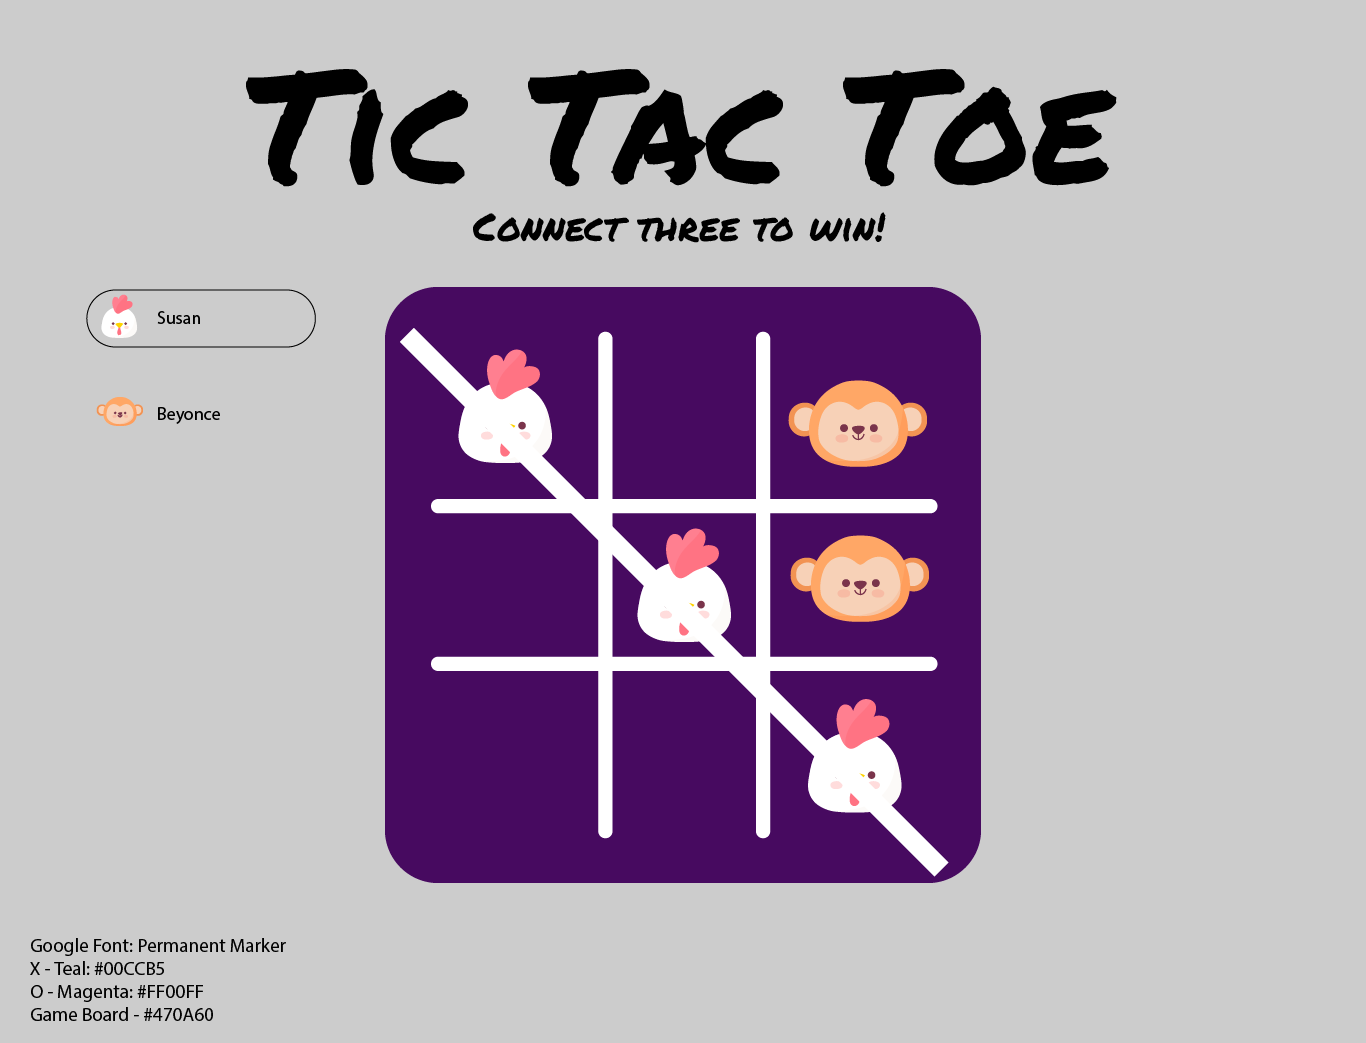 Tic Tac Toe
Connect three to win!
Susan
Beyonce
Google Font: Permanent Marker
X - Teal: #00CCB5
O - Magenta: #FF00FF
Game Board - #470A60